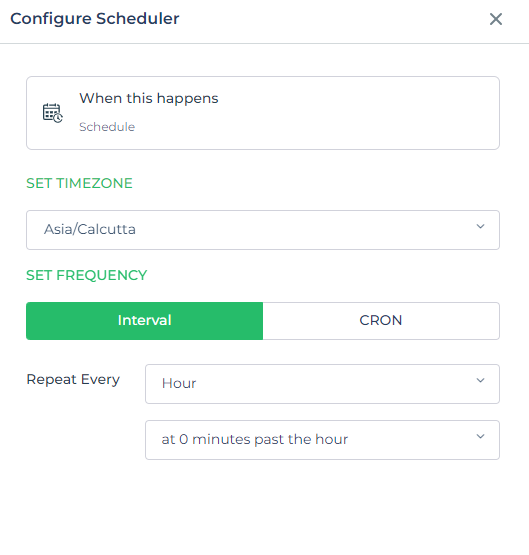 Configure Scheduler
When this happens
Schedule
SET TIMEZONE
Asia/Calcutta
SET FREQUENCY
Interval
CRON
Repeat Every
Hour
at 0 minutes past the hour